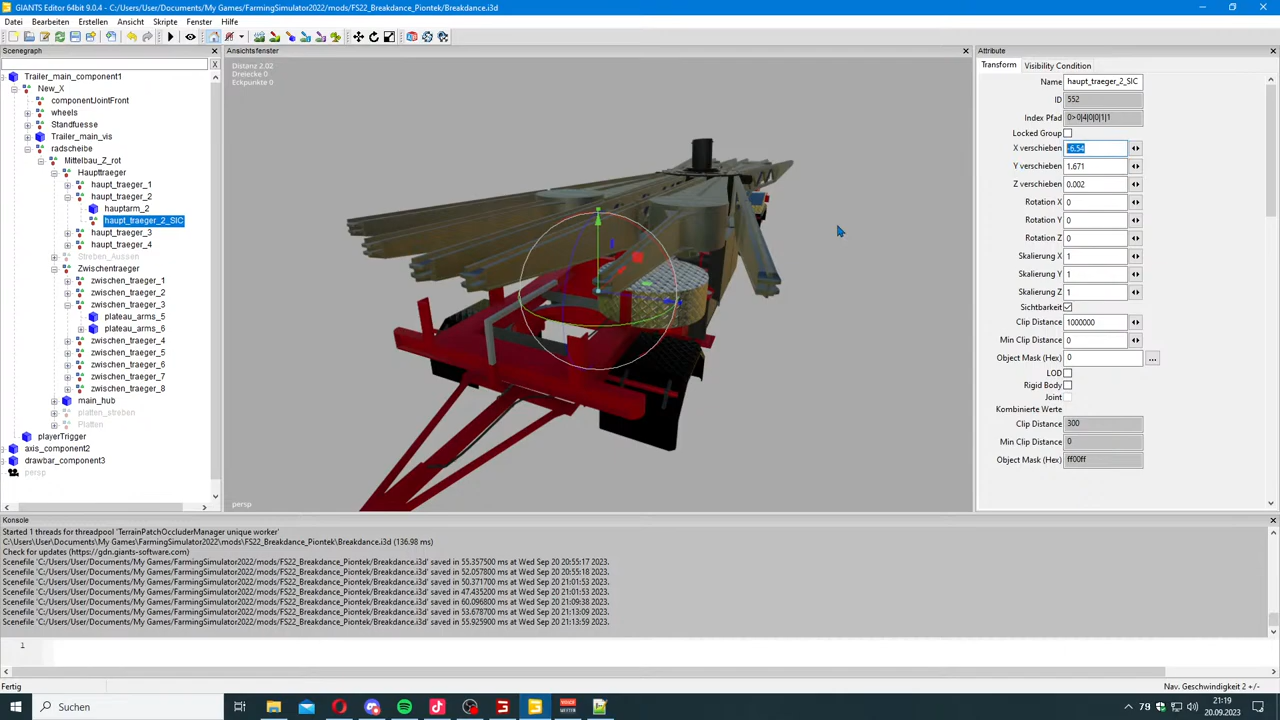 GIANTS Editor 64bit 9.0.4 - C:/Users/User/Documents/My Games/FarmingSimulator2022/mods/FS22_Breakdance_Piontek/Breakdance.i3d
Datei Bearbeiten Erstellen Ansicht Skripte Fenster Hilfe
Scenegraph
X
Trailer_main_component1
New_X
componentJointFront
wheels
Standfuesse
Trailer_main_vis
radscheibe
Mittelbau_Z_rot
Haupttraeger
haupt_traeger_1
haupt_traeger_2
hauptarm_2
haupt_traeger_2_SIC
haupt_traeger_3
haupt_traeger_4
Streben_Aussen
Zwischentraeger
zwischen_traeger_1
zwischen_traeger_2
zwischen_traeger_3
plateau_arms_5
plateau_arms_6
zwischen_traeger_4
zwischen_traeger_5
zwischen_traeger_6
zwischen_traeger_7
zwischen_traeger_8
main_hub
platten_streben
Platten
playerTrigger
axis_component2
drawbar_component3
persp
Ansichtsfenster
Distanz 2.02
Dreiecke 0
Eckpunkte 0
persp
Attribute
Transform Visibility Condition
Name haupt_traeger_2_SIC
ID 552
Index Pfad 0>0|4|0|0|1|1
Locked Group
X verschieben -6.54
Y verschieben 1.671
Z verschieben 0.002
Rotation X 0
Rotation Y 0
Rotation Z 0
Skalierung X 1
Skalierung Y 1
Skalierung Z 1
Sichtbarkeit
Clip Distance 1000000
Min Clip Distance 0
Object Mask (Hex) 0 ...
LOD
Rigid Body
Joint
Kombinierte Werte
Clip Distance 300
Min Clip Distance 0
Object Mask (Hex) ff00ff
Konsole
Started 1 threads for threadpool 'TerrainPatchOccluderManager unique worker'
C:\Users\User\Documents\My Games\FarmingSimulator2022\mods\FS22_Breakdance_Piontek\Breakdance.i3d (136.98 ms)
Check for updates (https://gdn.giants-software.com)
Scenefile 'C:/Users/User/Documents/My Games/FarmingSimulator2022/mods/FS22_Breakdance_Piontek/Breakdance.i3d' saved in 55.357500 ms at Wed Sep 20 20:55:17 2023.
Scenefile 'C:/Users/User/Documents/My Games/FarmingSimulator2022/mods/FS22_Breakdance_Piontek/Breakdance.i3d' saved in 52.057800 ms at Wed Sep 20 20:55:18 2023.
Scenefile 'C:/Users/User/Documents/My Games/FarmingSimulator2022/mods/FS22_Breakdance_Piontek/Breakdance.i3d' saved in 50.371700 ms at Wed Sep 20 21:01:53 2023.
Scenefile 'C:/Users/User/Documents/My Games/FarmingSimulator2022/mods/FS22_Breakdance_Piontek/Breakdance.i3d' saved in 47.435200 ms at Wed Sep 20 21:01:53 2023.
Scenefile 'C:/Users/User/Documents/My Games/FarmingSimulator2022/mods/FS22_Breakdance_Piontek/Breakdance.i3d' saved in 60.096800 ms at Wed Sep 20 21:09:38 2023.
Scenefile 'C:/Users/User/Documents/My Games/FarmingSimulator2022/mods/FS22_Breakdance_Piontek/Breakdance.i3d' saved in 53.678700 ms at Wed Sep 20 21:13:09 2023.
Scenefile 'C:/Users/User/Documents/My Games/FarmingSimulator2022/mods/FS22_Breakdance_Piontek/Breakdance.i3d' saved in 55.925900 ms at Wed Sep 20 21:13:59 2023.
1
Fertig
Nav. Geschwindigkeit 2 +/-
Suchen
79
21:19
20.09.2023